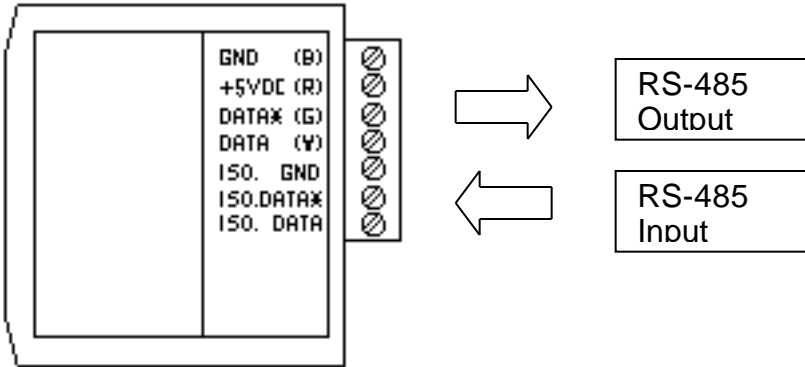 GND (B)
+5VDC (R)
DATA* (G)
DATA (Y)
ISO. GND
ISO.DATA*
ISO. DATA
RS-485
Output
RS-485
Input